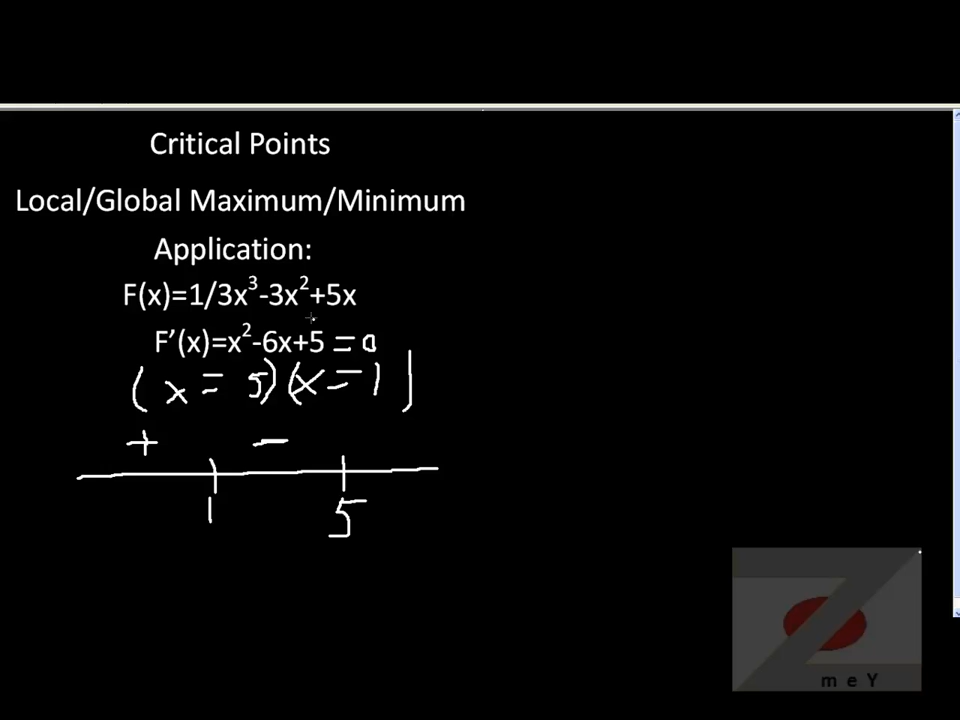 Critical Points
Local/Global Maximum/Minimum
Application:
F(x)=1/3x³-3x²+5x
F’(x)=x²-6x+5 = 0
(x = 5)(x = 1)
+ −
1 5
m e Y